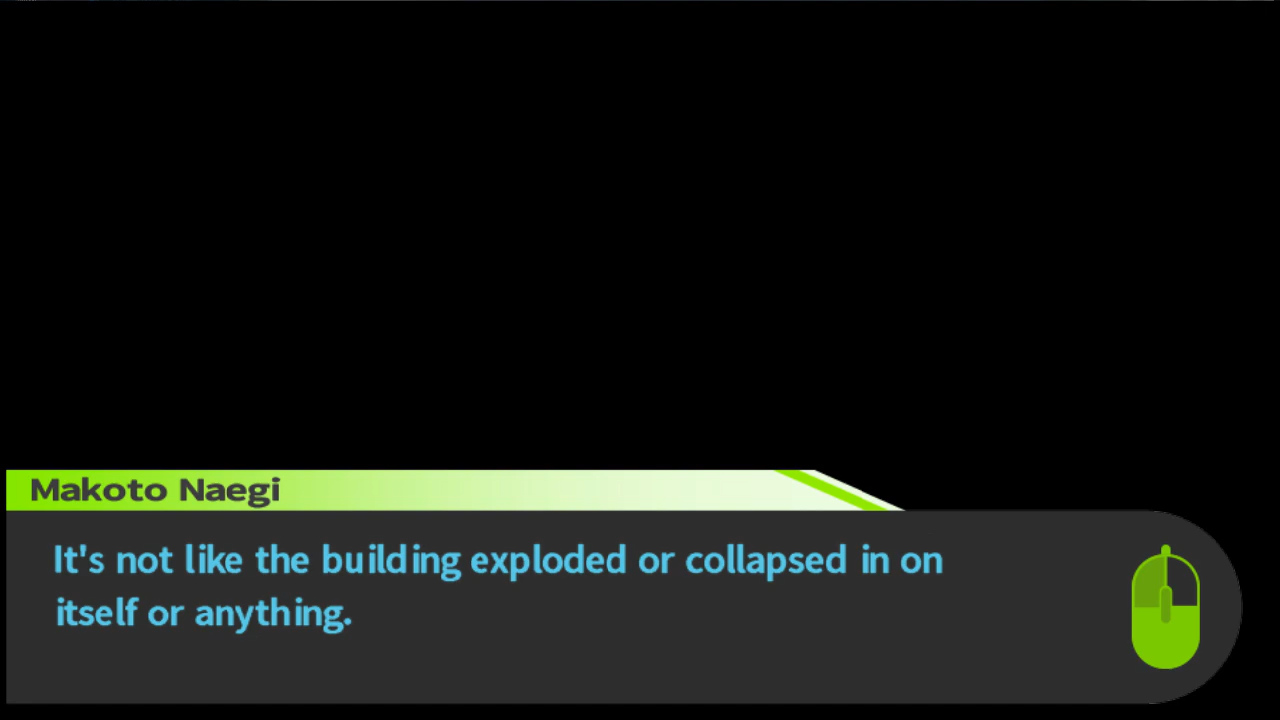 Makoto Naegi
It's not like the building exploded or collapsed in on
itself or anything.